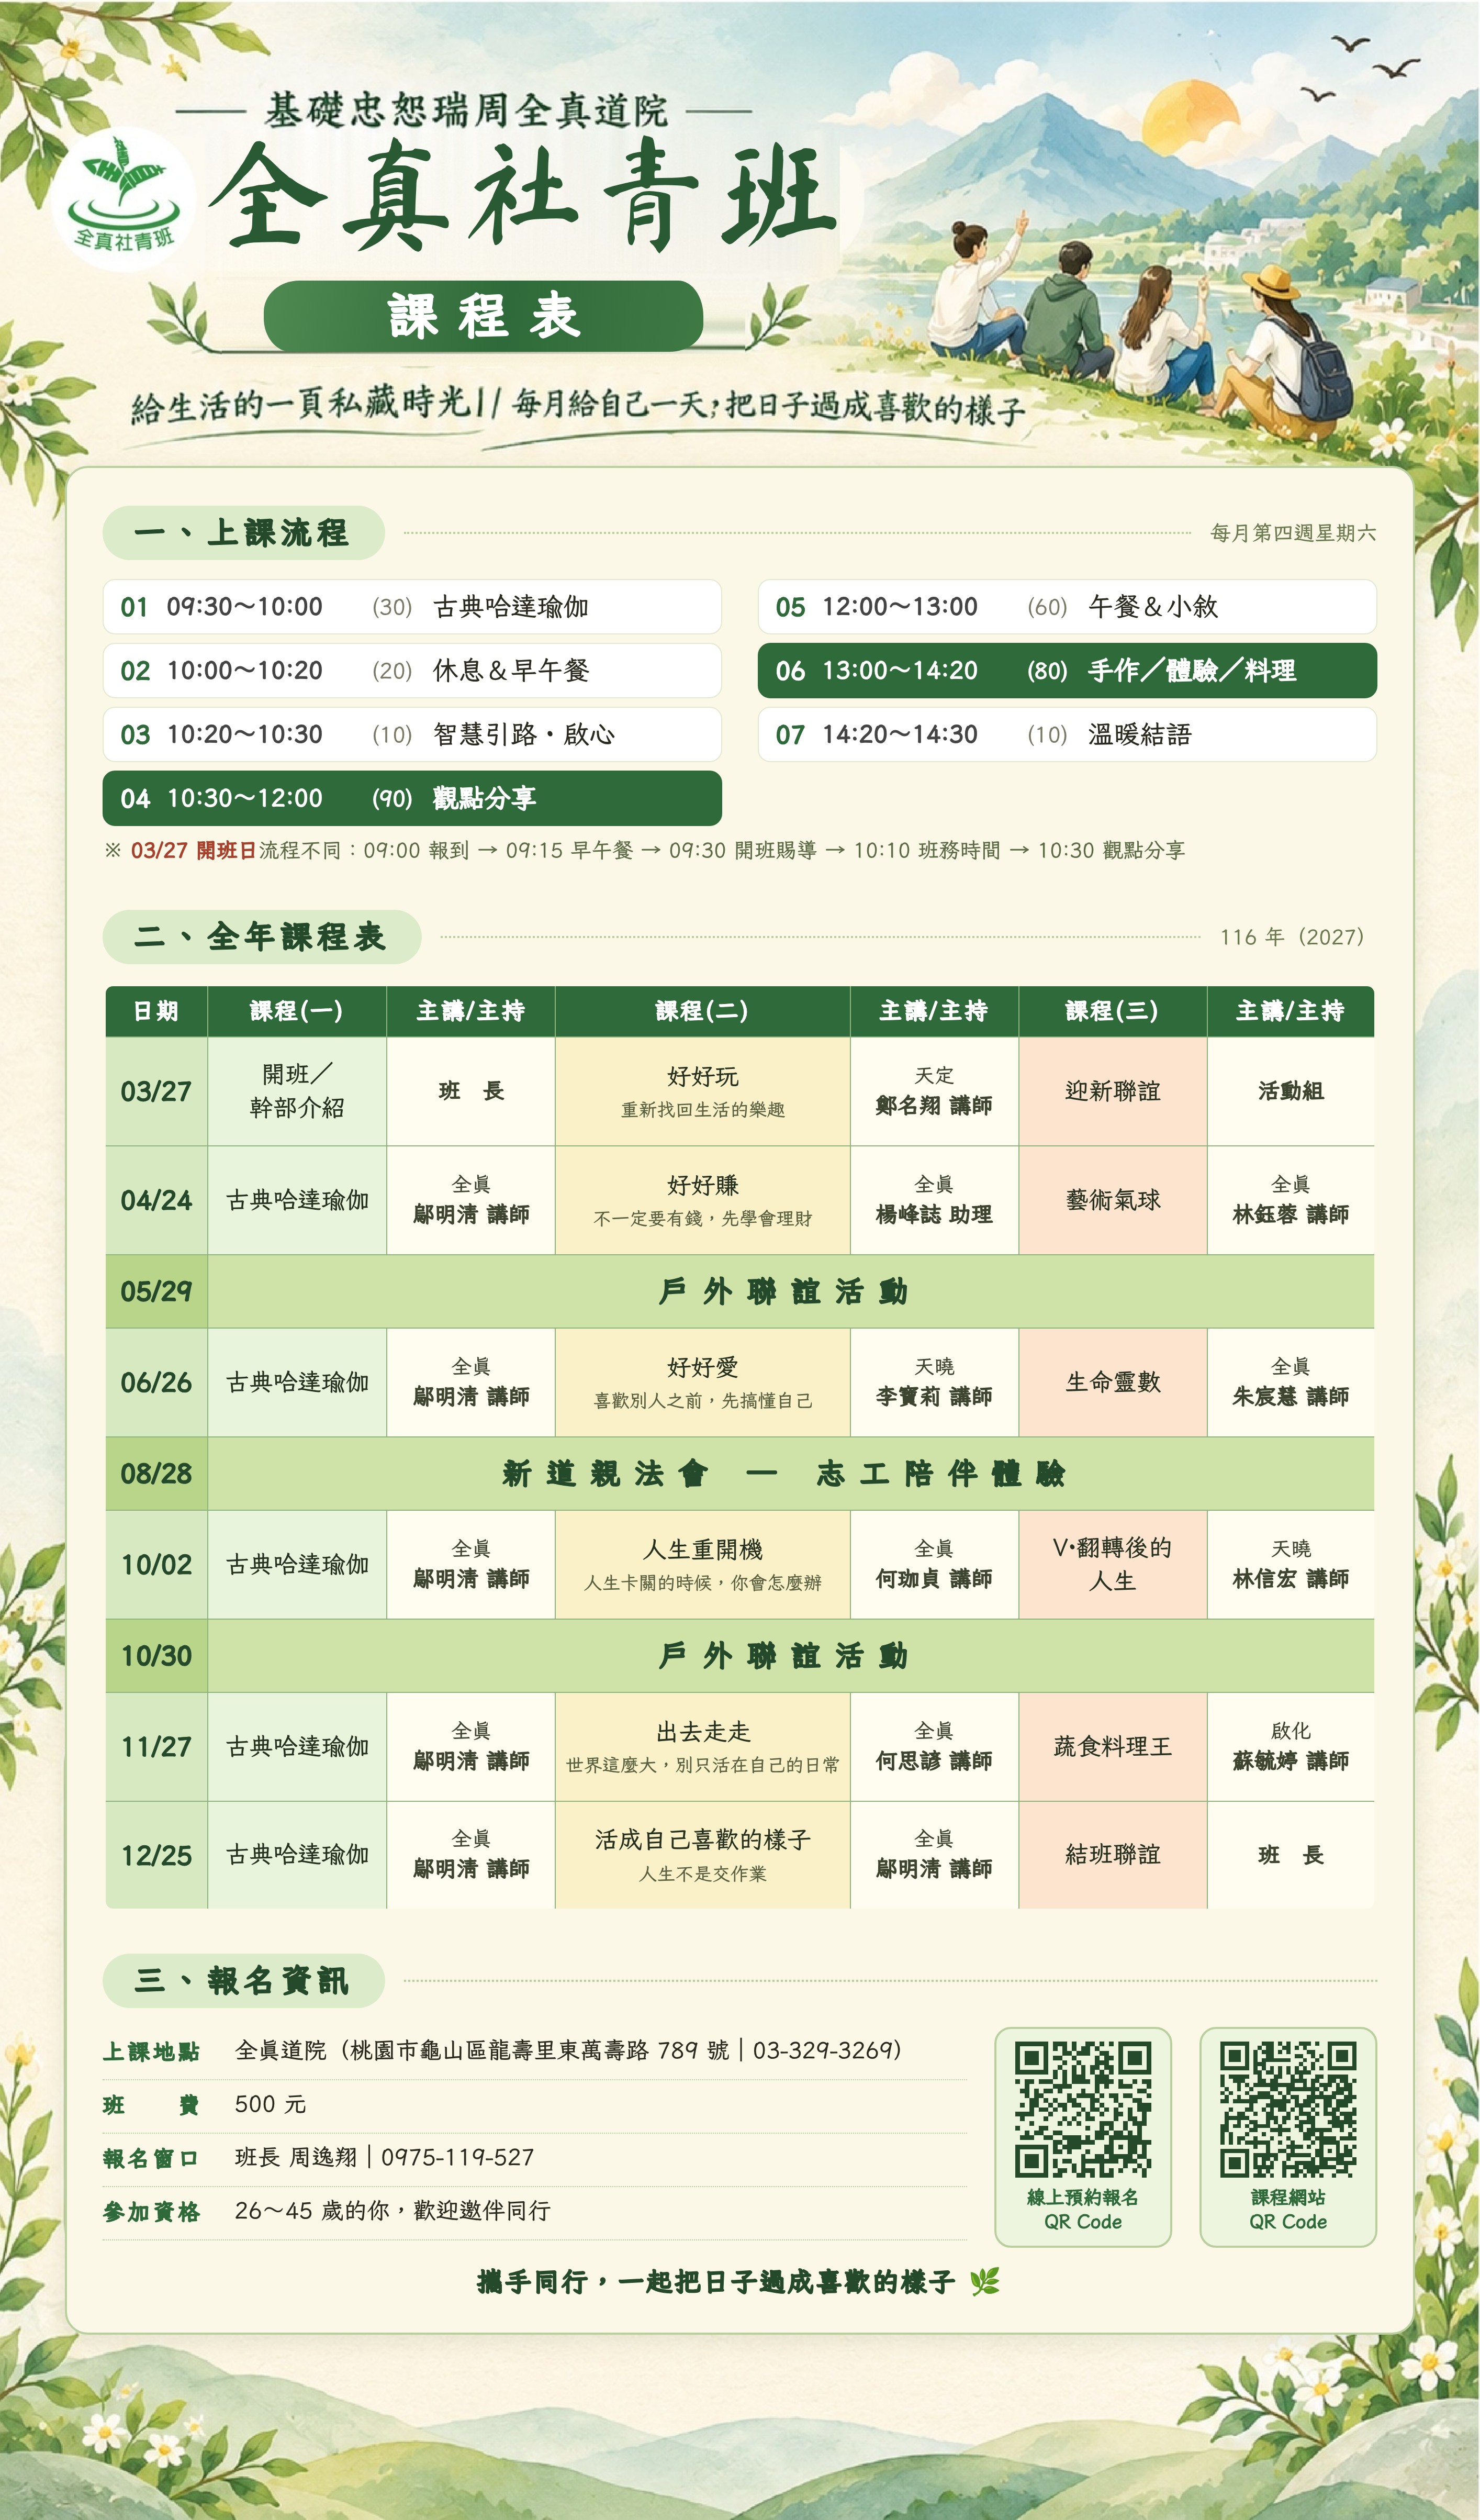 基礎忠恕瑞周全真道院
全真社青班
全真社青班
課程表
給生活的一頁私藏時光|/ 每月給自己一天;把日子過成喜歡的樣子
一、上課流程
每月第四週星期六
01 09:30～10:00 (30) 古典哈達瑜伽
02 10:00～10:20 (20) 休息＆早午餐
03 10:20～10:30 (10) 智慧引路・啟心
04 10:30～12:00 (90) 觀點分享
05 12:00～13:00 (60) 午餐＆小敘
06 13:00～14:20 (80) 手作／體驗／料理
07 14:20～14:30 (10) 溫暖結語
※ 03/27 開班日流程不同：09:00 報到 → 09:15 早午餐 → 09:30 開班賜導 → 10:10 班務時間 → 10:30 觀點分享
二、全年課程表
116 年（2027）
日期 課程(一) 主講/主持 課程(二) 主講/主持 課程(三) 主講/主持
03/27
開班／
幹部介紹
班　長
好好玩
重新找回生活的樂趣
天定
鄭名翔 講師
迎新聯誼
活動組
04/24
古典哈達瑜伽
全真
鄔明清 講師
好好賺
不一定要有錢，先學會理財
全真
楊峰誌 助理
藝術氣球
全真
林鈺蓉 講師
05/29
戶外聯誼活動
06/26
古典哈達瑜伽
全真
鄔明清 講師
好好愛
喜歡別人之前，先搞懂自己
天曉
李寶莉 講師
生命靈數
全真
朱宸慧 講師
08/28
新道親法會 — 志工陪伴體驗
10/02
古典哈達瑜伽
全真
鄔明清 講師
人生重開機
人生卡關的時候，你會怎麼辦
全真
何珈貞 講師
V•翻轉後的
人生
天曉
林信宏 講師
10/30
戶外聯誼活動
11/27
古典哈達瑜伽
全真
鄔明清 講師
出去走走
世界這麼大，別只活在自己的日常
全真
何思諺 講師
蔬食料理王
啟化
蘇毓婷 講師
12/25
古典哈達瑜伽
全真
鄔明清 講師
活成自己喜歡的樣子
人生不是交作業
全真
鄔明清 講師
結班聯誼
班　長
三、報名資訊
上課地點 全真道院（桃園市龜山區龍壽里東萬壽路 789 號｜03-329-3269）
班　費 500 元
報名窗口 班長 周逸翔｜0975-119-527
參加資格 26～45 歲的你，歡迎邀伴同行
線上預約報名
QR Code
課程網站
QR Code
攜手同行，一起把日子過成喜歡的樣子